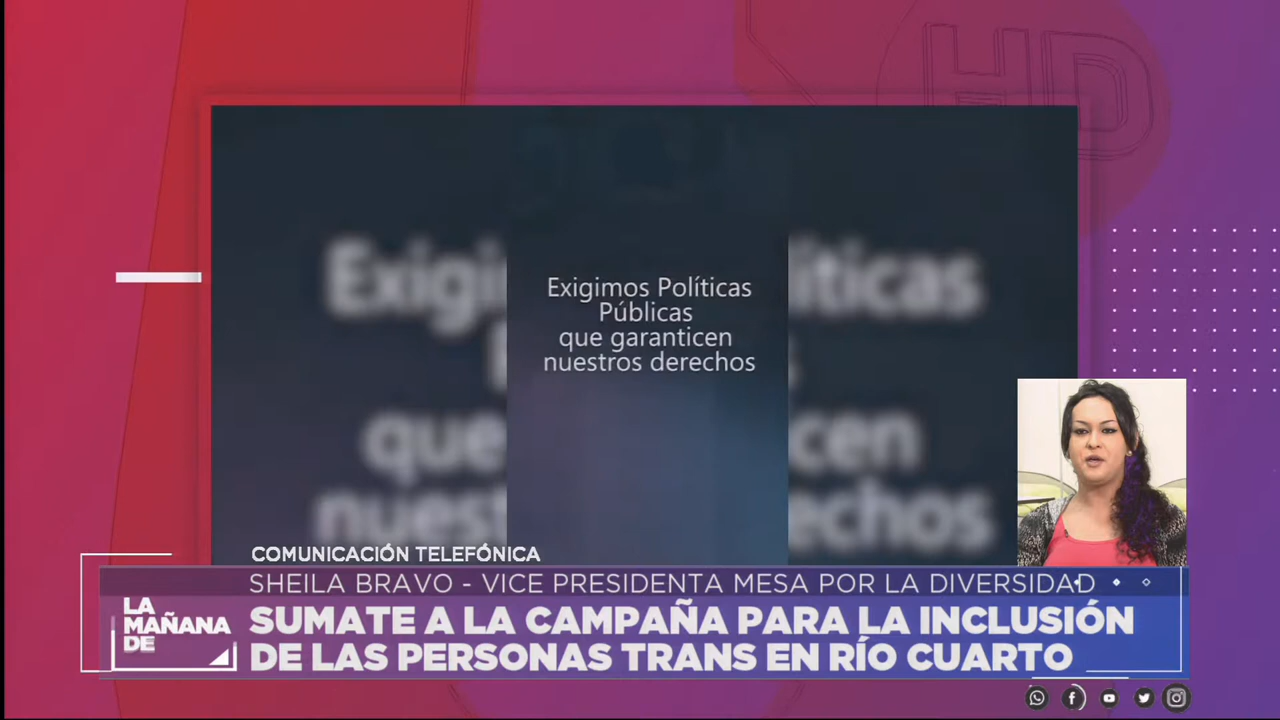 HD
Exigimos Políticas
Públicas
que garanticen
nuestros derechos
COMUNICACIÓN TELEFÓNICA
SHEILA BRAVO - VICE PRESIDENTA MESA POR LA DIVERSIDAD
LA
MAÑANA
DE
SUMATE A LA CAMPAÑA PARA LA INCLUSIÓN
DE LAS PERSONAS TRANS EN RÍO CUARTO